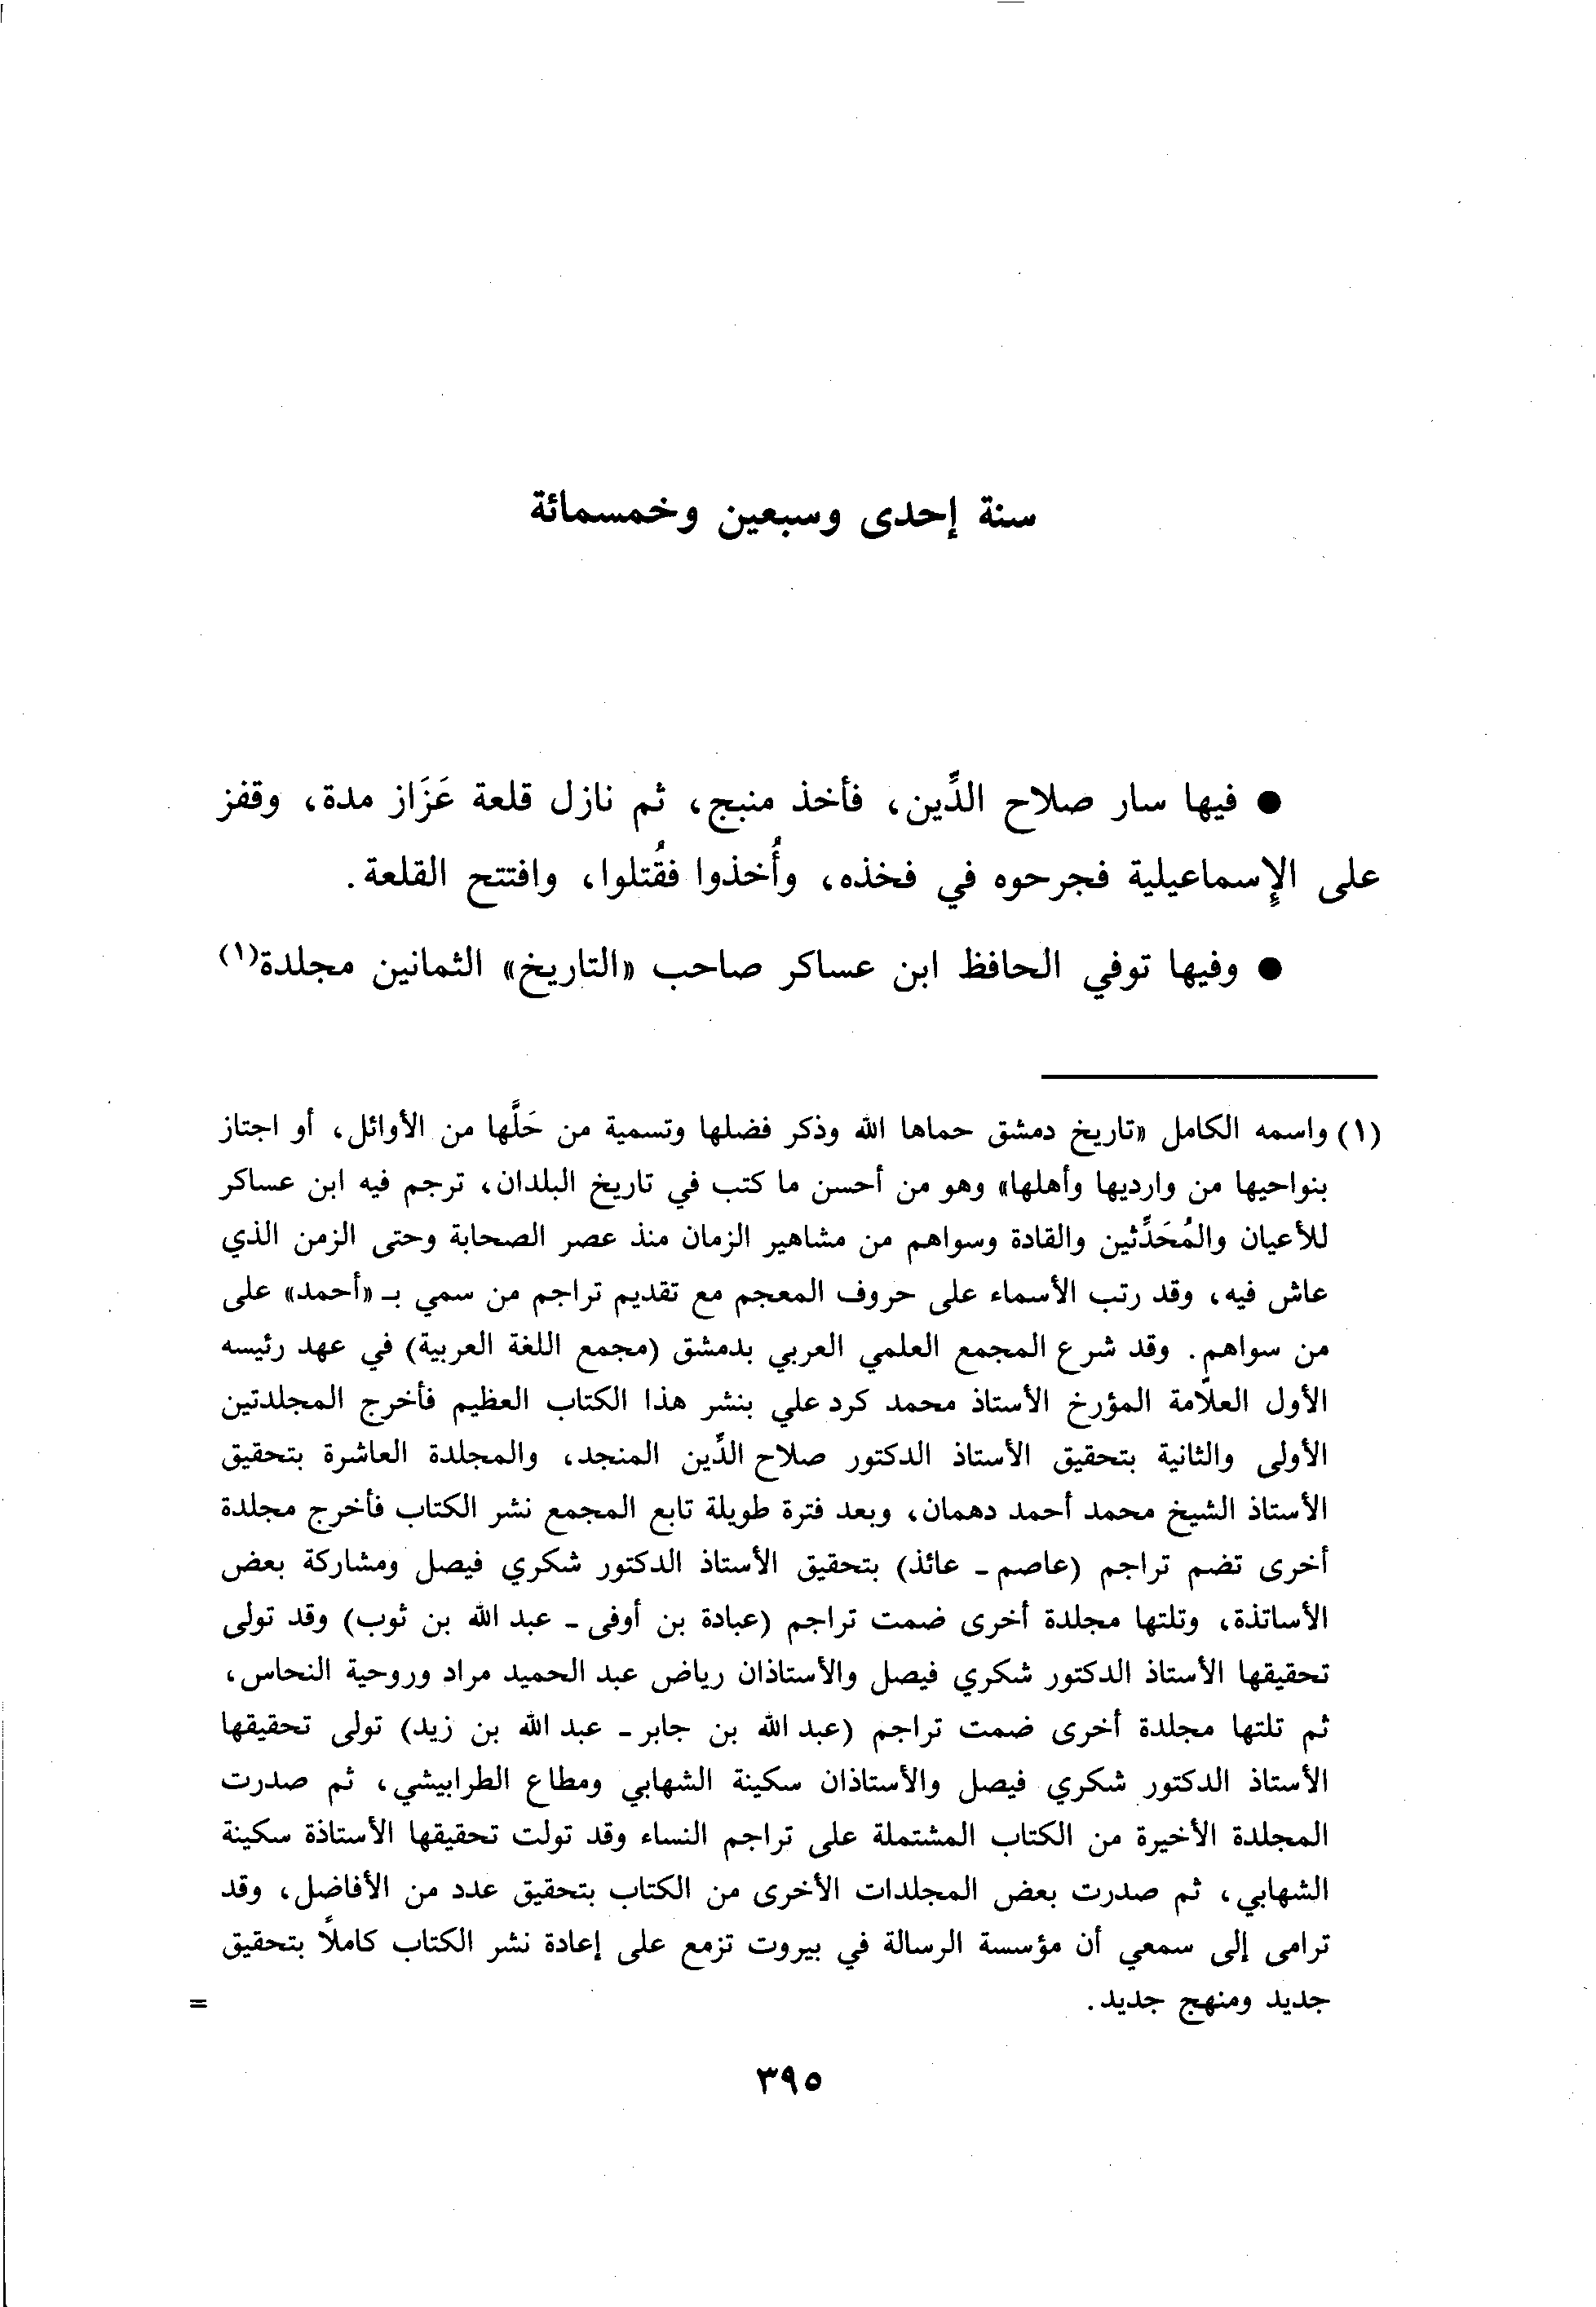 سنة إحدى وسبعين وخمسمائة
● فيها سار صلاح الدِّين، فأخذ منبج، ثم نازل قلعة عَزَاز مدة، وقفز
على الإسماعيلية فجرحوه في فخذه، وأُخذوا فقُتلوا، وافتتح القلعة.
● وفيها توفي الحافظ ابن عساكر صاحب «التاريخ» الثمانين مجلدة(١)
(١) واسمه الكامل «تاريخ دمشق حماها الله وذكر فضلها وتسمية من حَلَّها من الأوائل، أو اجتاز
بنواحيها من وارديها وأهلها» وهو من أحسن ما كتب في تاريخ البلدان، ترجم فيه ابن عساكر
للأعيان والمُحَدِّثين والقادة وسواهم من مشاهير الزمان منذ عصر الصحابة وحتى الزمن الذي
عاش فيه، وقد رتب الأسماء على حروف المعجم مع تقديم تراجم من سمي بـ «أحمد» على
من سواهم. وقد شرع المجمع العلمي العربي بدمشق (مجمع اللغة العربية) في عهد رئيسه
الأول العلّامة المؤرخ الأستاذ محمد كرد علي بنشر هذا الكتاب العظيم فأخرج المجلدتين
الأولى والثانية بتحقيق الأستاذ الدكتور صلاح الدِّين المنجد، والمجلدة العاشرة بتحقيق
الأستاذ الشيخ محمد أحمد دهمان، وبعد فترة طويلة تابع المجمع نشر الكتاب فأخرج مجلدة
أخرى تضم تراجم (عاصم - عائذ) بتحقيق الأستاذ الدكتور شكري فيصل ومشاركة بعض
الأساتذة، وتلتها مجلدة أخرى ضمت تراجم (عبادة بن أوفى - عبد الله بن ثوب) وقد تولى
تحقيقها الأستاذ الدكتور شكري فيصل والأستاذان رياض عبد الحميد مراد وروحية النحاس،
ثم تلتها مجلدة أخرى ضمت تراجم (عبد الله بن جابر - عبد الله بن زيد) تولى تحقيقها
الأستاذ الدكتور شكري فيصل والأستاذان سكينة الشهابي ومطاع الطرابيشي، ثم صدرت
المجلدة الأخيرة من الكتاب المشتملة على تراجم النساء وقد تولت تحقيقها الأستاذة سكينة
الشهابي، ثم صدرت بعض المجلدات الأخرى من الكتاب بتحقيق عدد من الأفاضل، وقد
ترامى إلى سمعي أن مؤسسة الرسالة في بيروت تزمع على إعادة نشر الكتاب كاملاً بتحقيق
جديد ومنهج جديد. =
٣٩٥